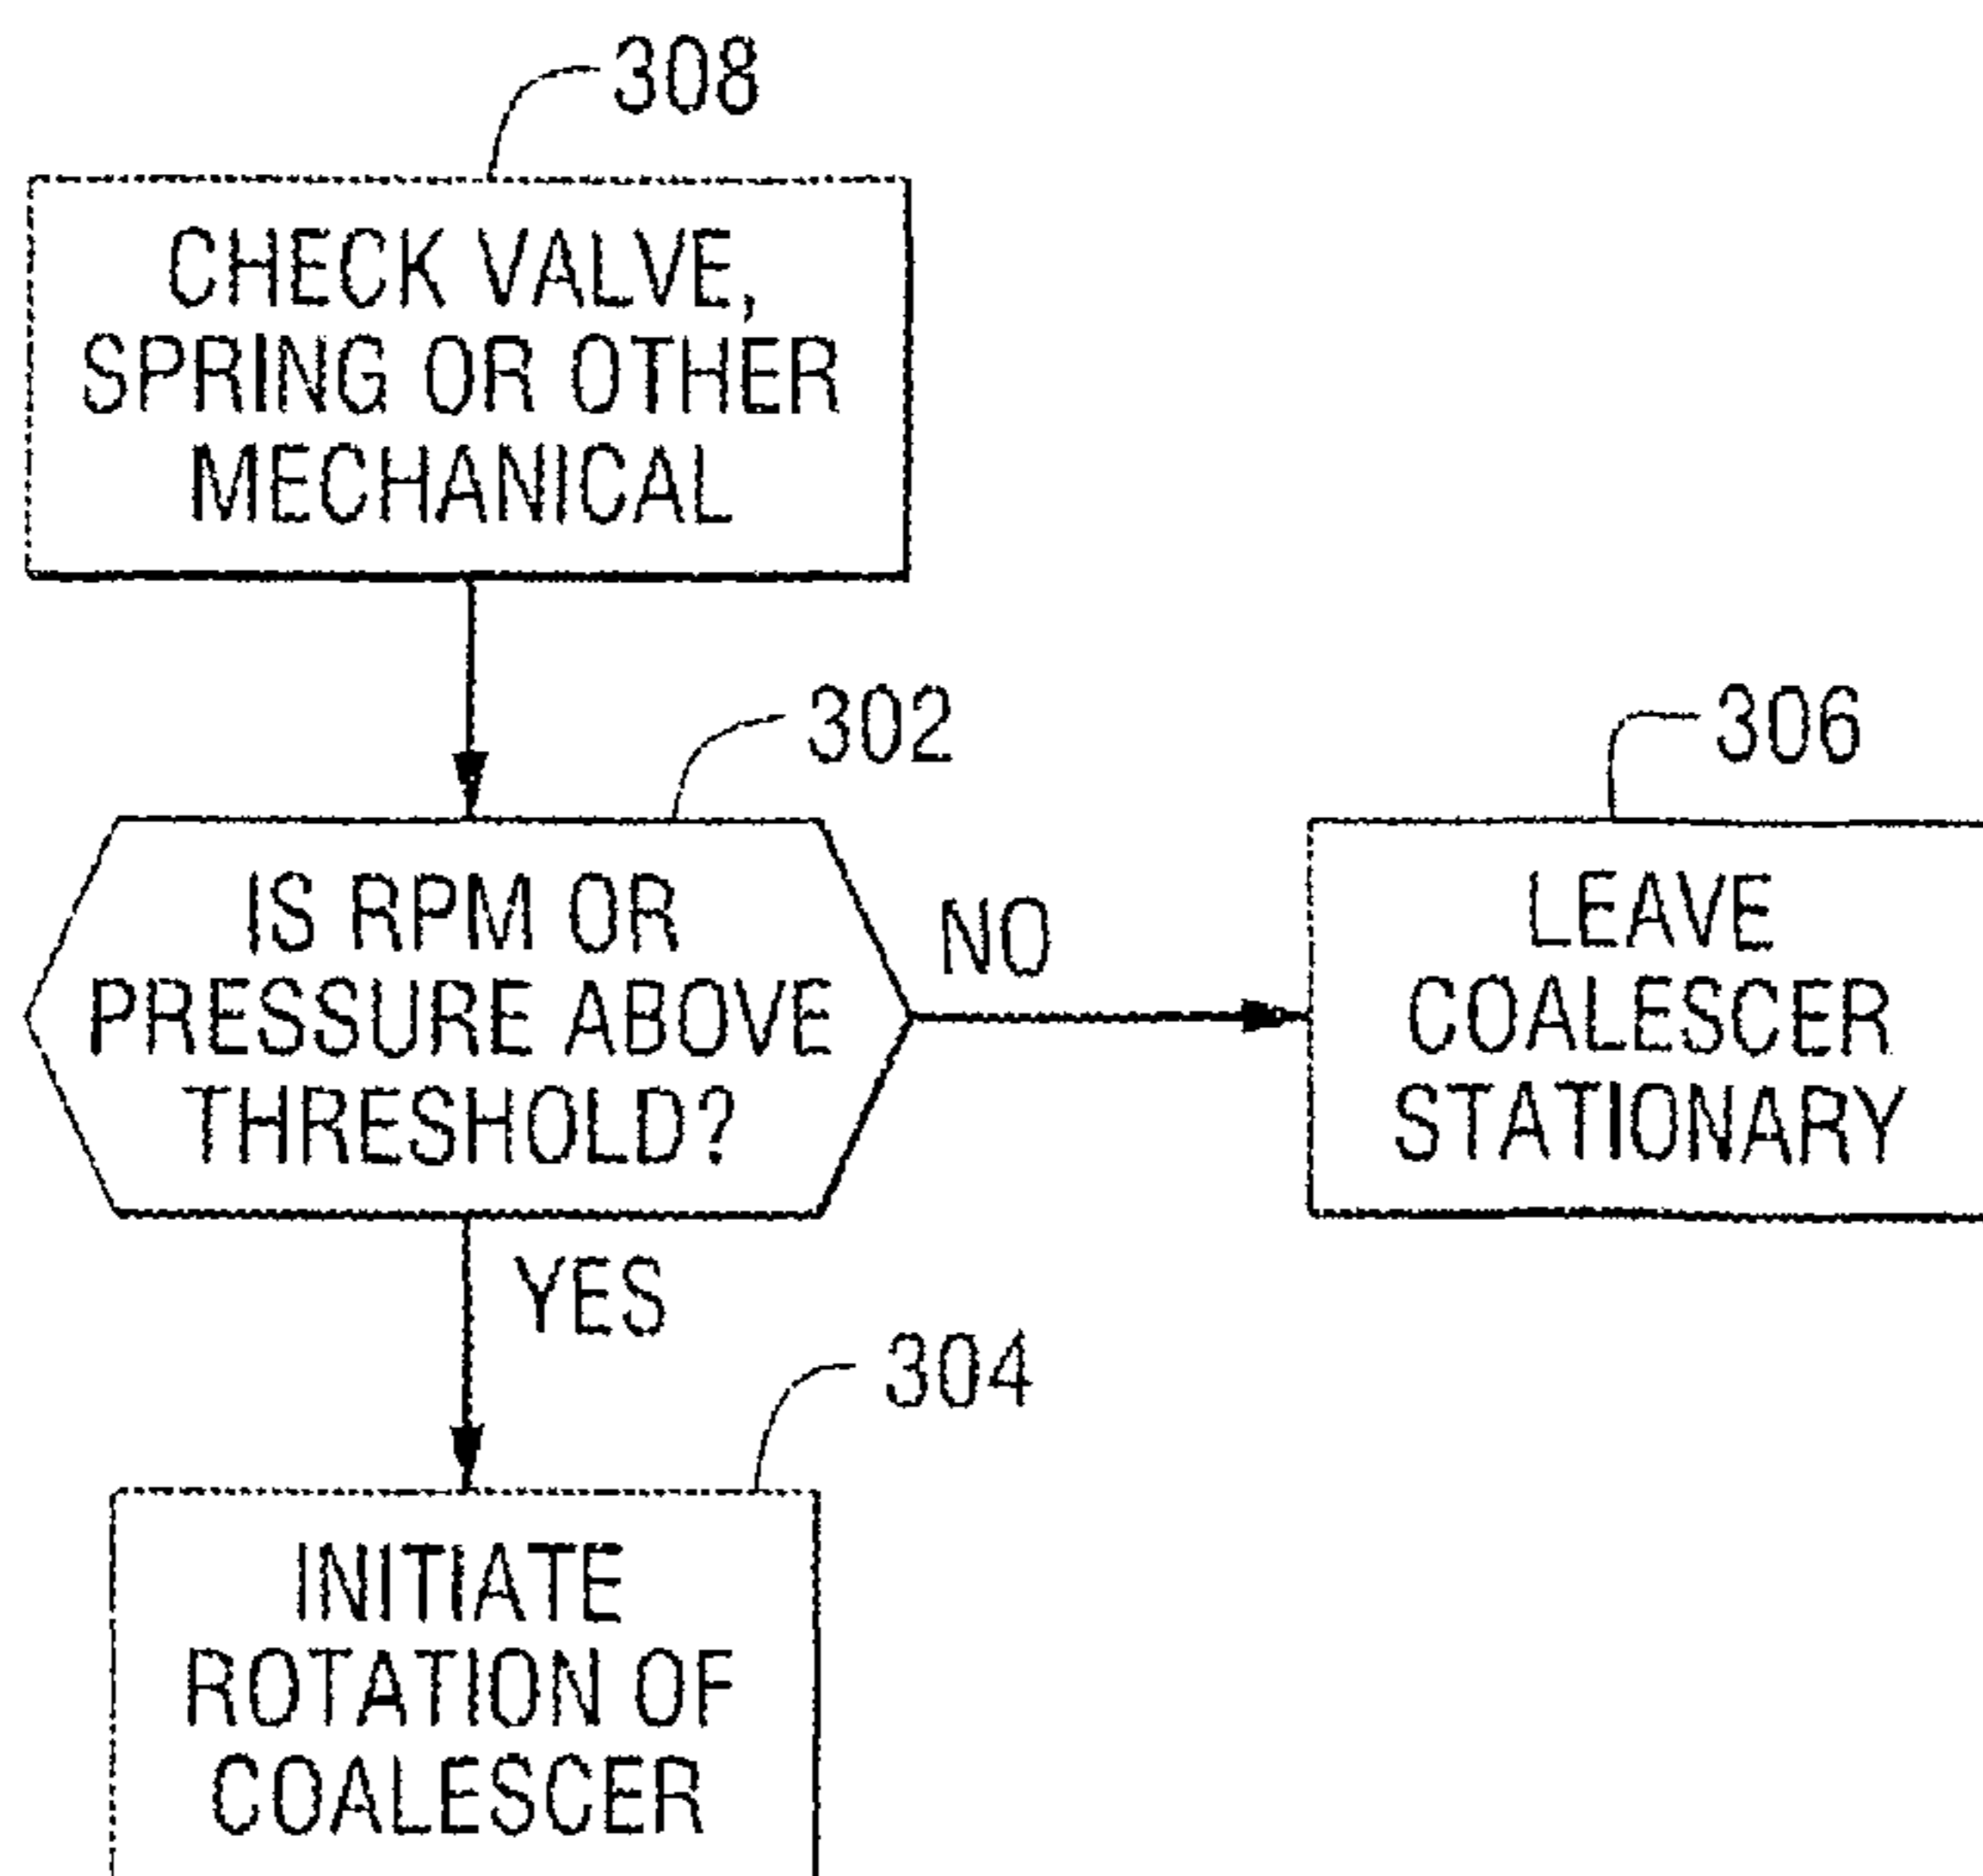 308
CHECK VALVE,
SPRING OR OTHER
MECHANICAL
302
IS RPM OR
PRESSURE ABOVE
THRESHOLD?
NO
306
LEAVE
COALESCER
STATIONARY
YES
304
INITIATE
ROTATION OF
COALESCER